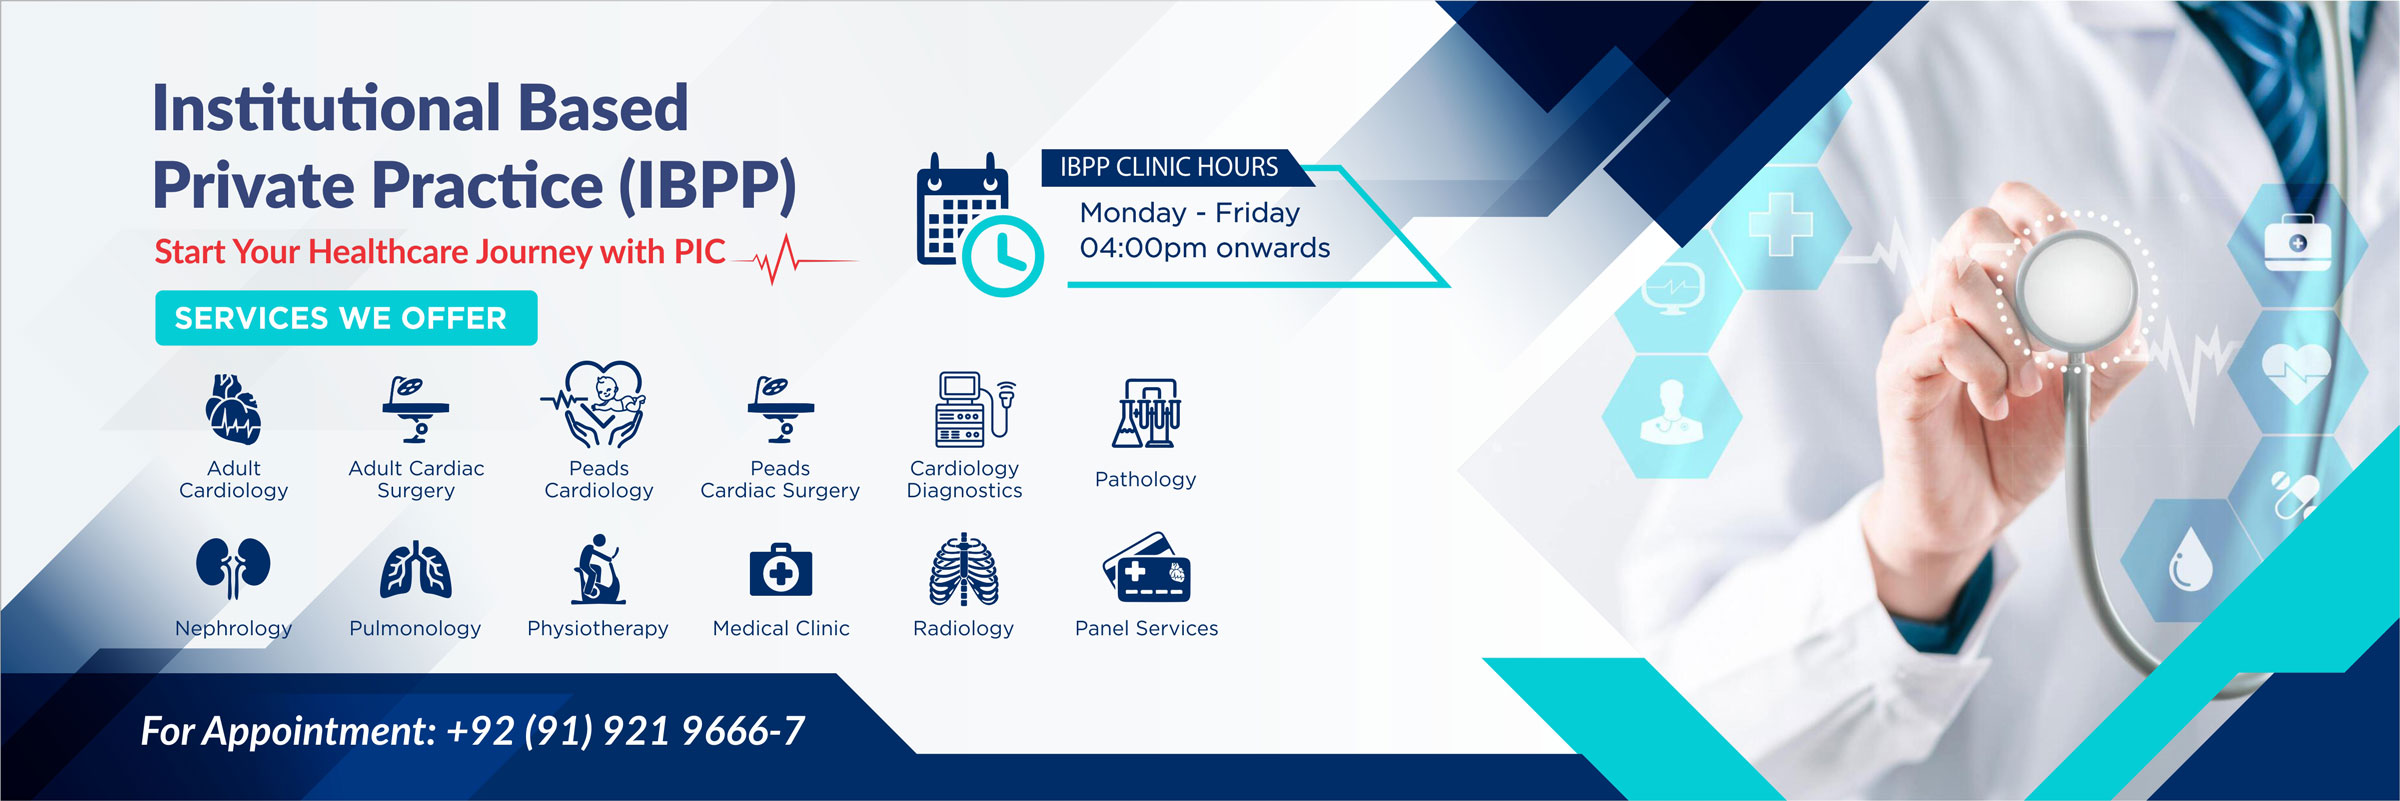 Institutional Based
Private Practice (IBPP)
Start Your Healthcare Journey with PIC
IBPP CLINIC HOURS
Monday - Friday
04:00pm onwards
SERVICES WE OFFER
Adult
Cardiology
Adult Cardiac
Surgery
Peads
Cardiology
Peads
Cardiac Surgery
Cardiology
Diagnostics
Pathology
Nephrology
Pulmonology
Physiotherapy
Medical Clinic
Radiology
Panel Services
For Appointment: +92 (91) 921 9666-7